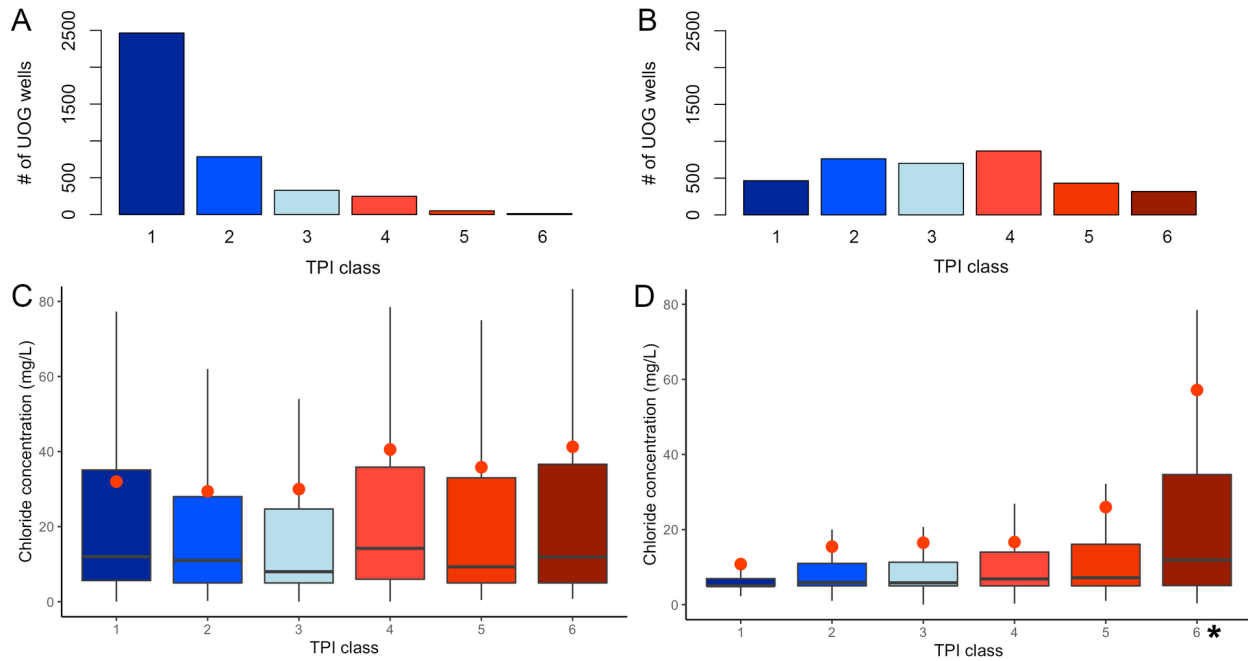 A
# of UOG wells
2500
1500
500
0
1 2 3 4 5 6
TPI class
B
# of UOG wells
2500
1500
500
0
1 2 3 4 5 6
TPI class
C
Chloride concentration (mg/L)
80
60
40
20
0
1 2 3 4 5 6
TPI class
D
Chloride concentration (mg/L)
80
60
40
20
0
1 2 3 4 5 6 *
TPI class